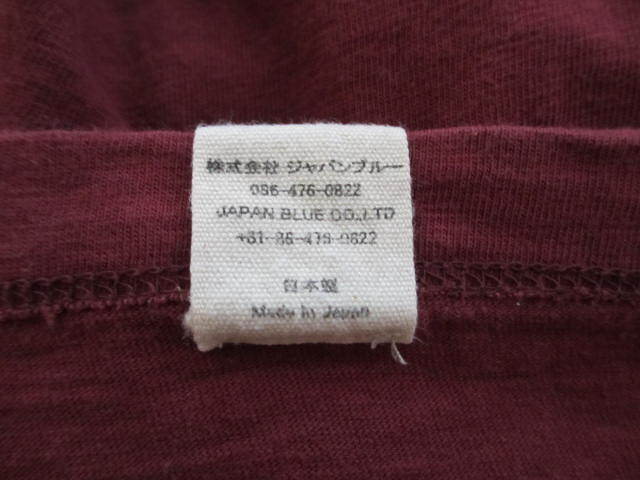 株式会社 ジャパンブルー
086-476-0822
JAPAN BLUE CO.,LTD
+81-86-476-0822
日本製
Made in Japan